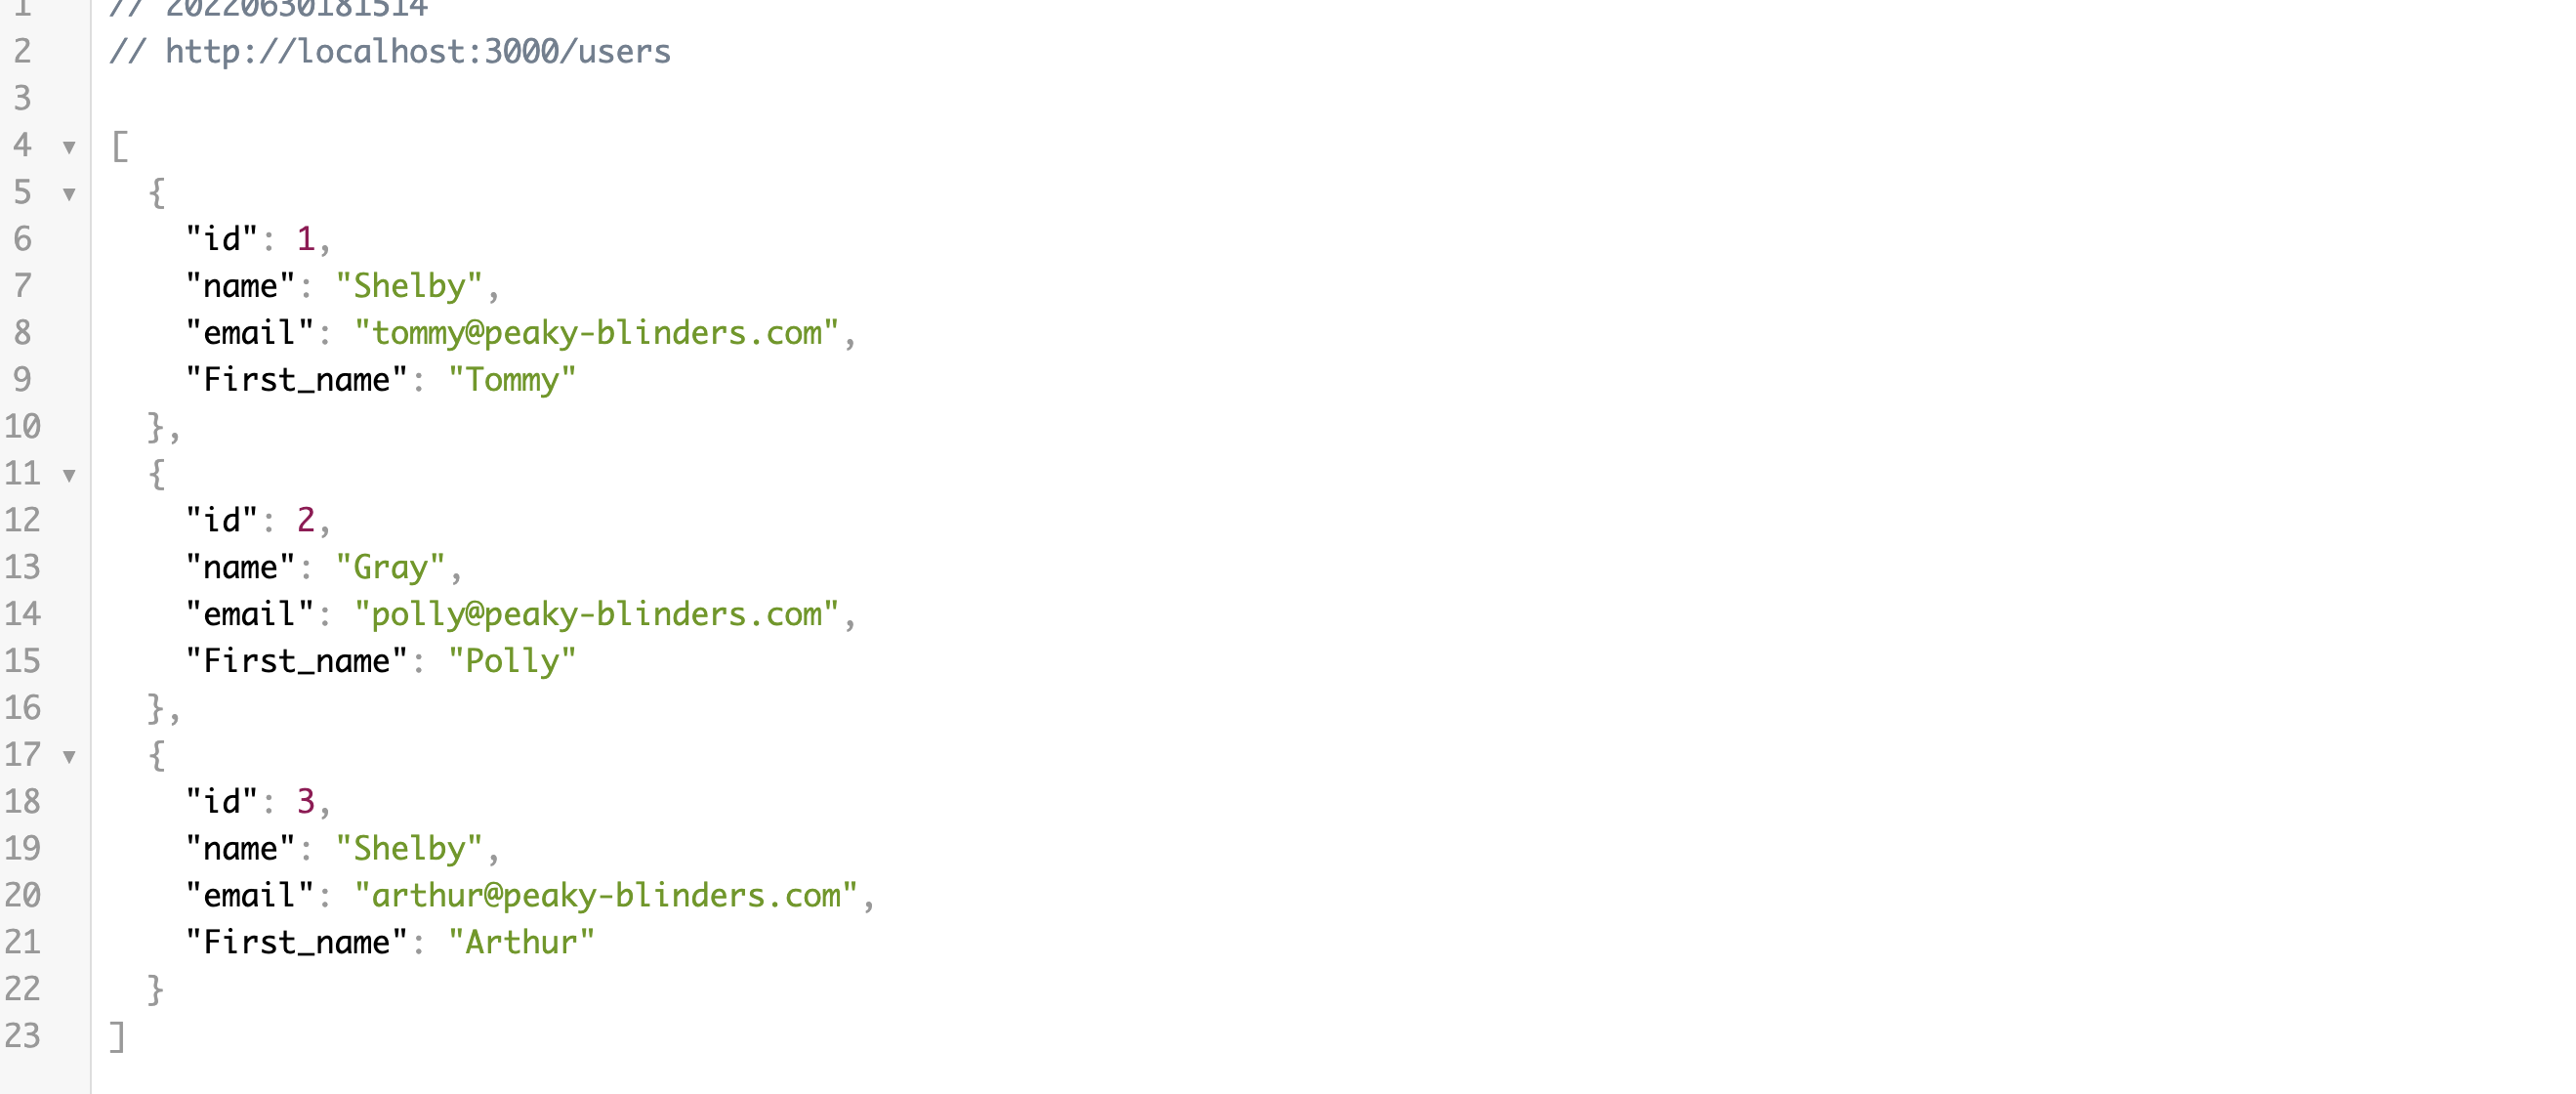 1 // 20220630181514
2 // http://localhost:3000/users
3
4 ▼ [
5 ▼ {
6 "id": 1,
7 "name": "Shelby",
8 "email": "tommy@peaky-blinders.com",
9 "First_name": "Tommy"
10 },
11 ▼ {
12 "id": 2,
13 "name": "Gray",
14 "email": "polly@peaky-blinders.com",
15 "First_name": "Polly"
16 },
17 ▼ {
18 "id": 3,
19 "name": "Shelby",
20 "email": "arthur@peaky-blinders.com",
21 "First_name": "Arthur"
22 }
23 ]